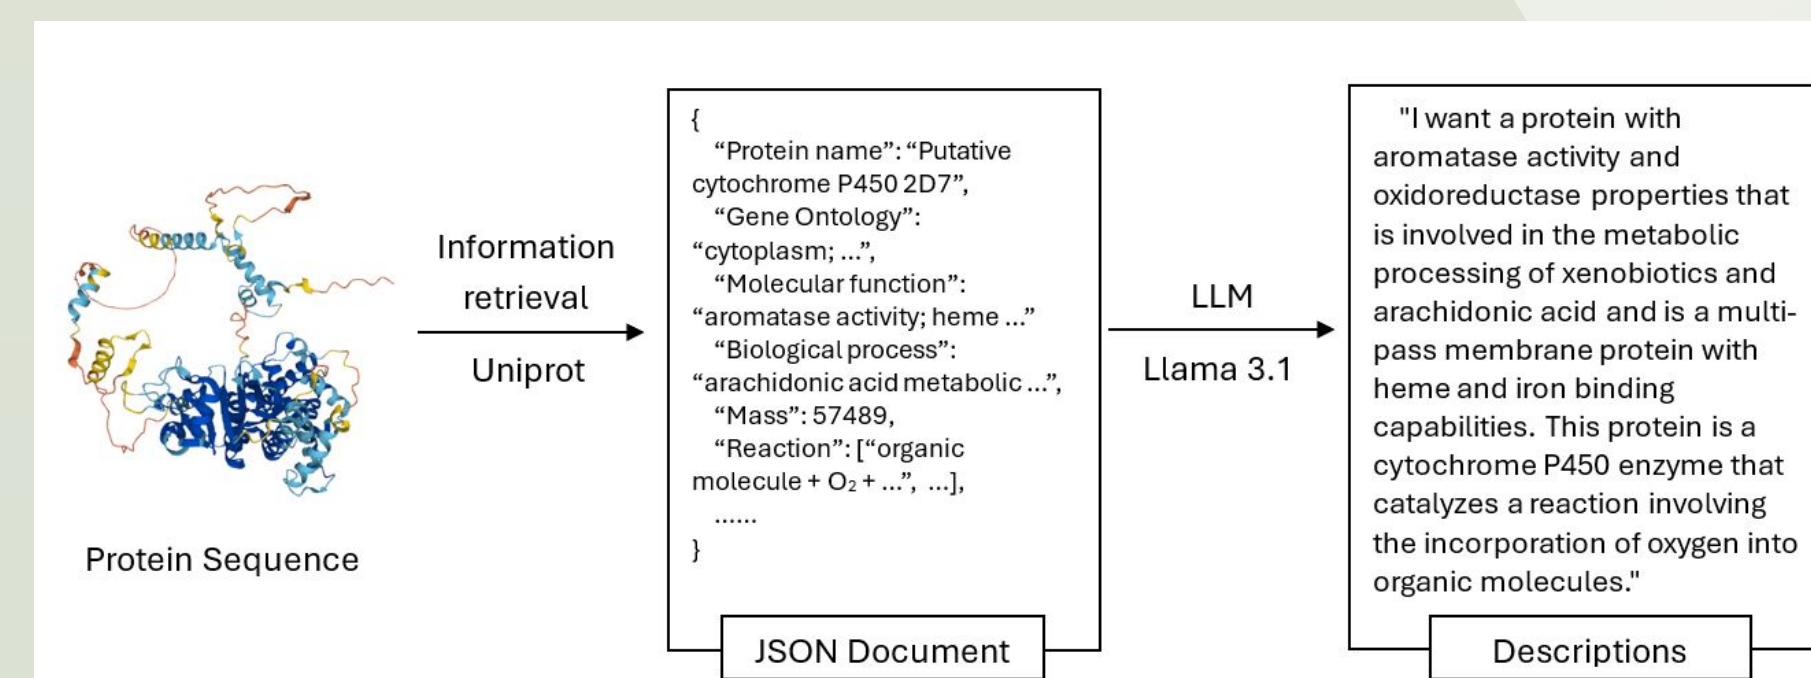 Protein Sequence
Information
retrieval
Uniprot
{
“Protein name”: “Putative
cytochrome P450 2D7”,
“Gene Ontology”:
“cytoplasm; ...”,
“Molecular function”:
“aromatase activity; heme ...”
“Biological process”:
“arachidonic acid metabolic ...”,
“Mass”: 57489,
“Reaction”: [“organic
molecule + O₂ + ...”, ...],
......
}
JSON Document
LLM
Llama 3.1
"I want a protein with
aromatase activity and
oxidoreductase properties that
is involved in the metabolic
processing of xenobiotics and
arachidonic acid and is a multi-
pass membrane protein with
heme and iron binding
capabilities. This protein is a
cytochrome P450 enzyme that
catalyzes a reaction involving
the incorporation of oxygen into
organic molecules."
Descriptions